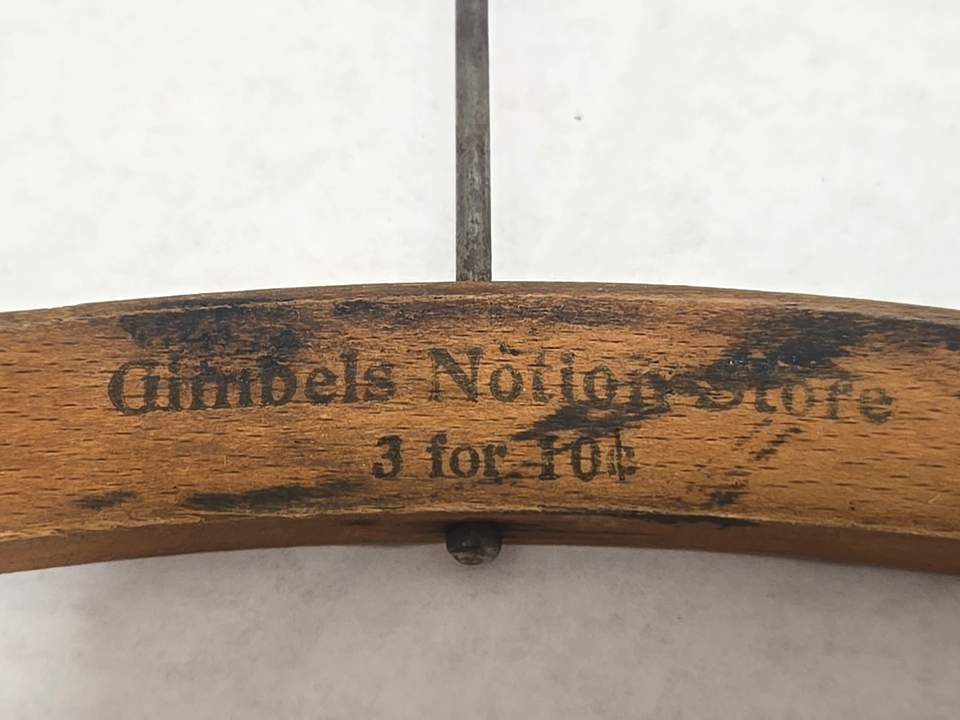 Gimbels Notion Store
3 for 10¢